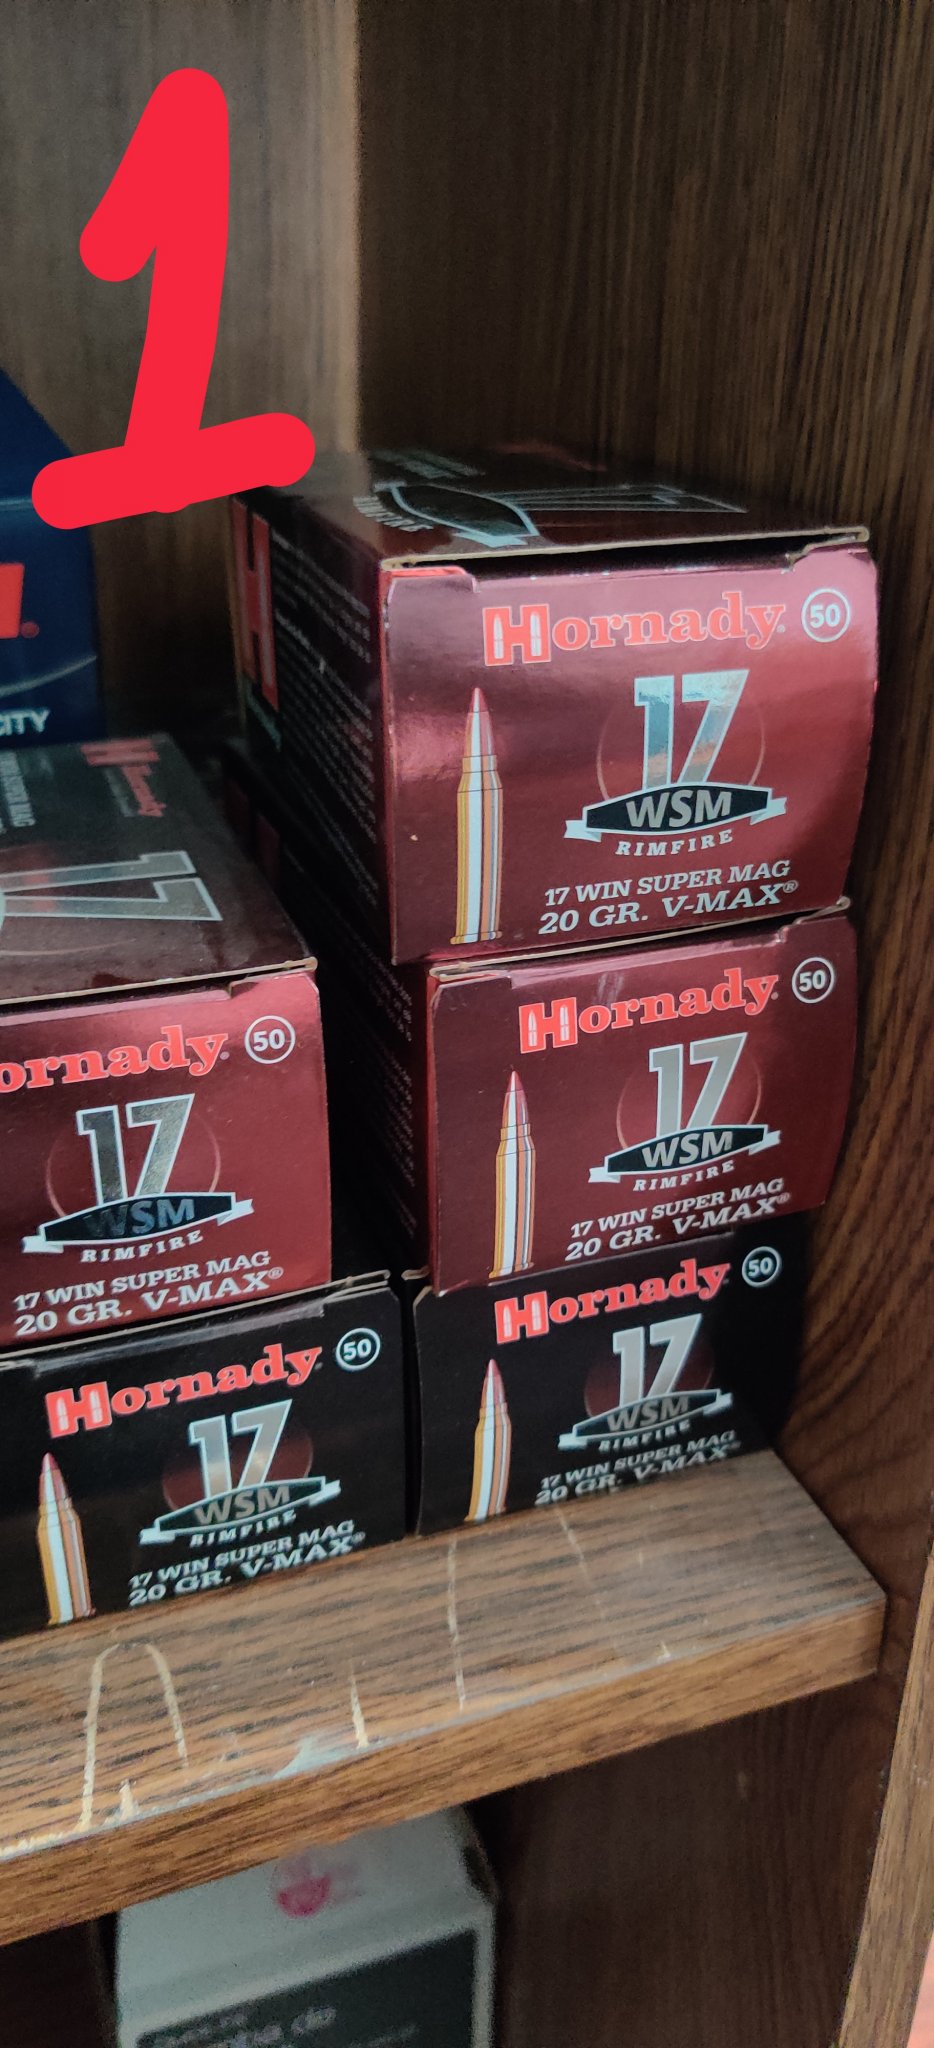 1
CITY
Hornady® 50
17
WSM
RIMFIRE
17 WIN SUPER MAG
20 GR. V-MAX®
Hornady
17
ornady® 50
17
WSM
RIMFIRE
17 WIN SUPER MAG
20 GR. V-MAX®
Hornady® 50
17
WSM
RIMFIRE
17 WIN SUPER MAG
20 GR. V-MAX®
Hornady 50
17
WSM
RIMFIRE
17 WIN SUPER MAG
20 GR. V-MAX®
Hornady 50
17
WSM
RIMFIRE
17 WIN SUPER MAG
20 GR. V-MAX®